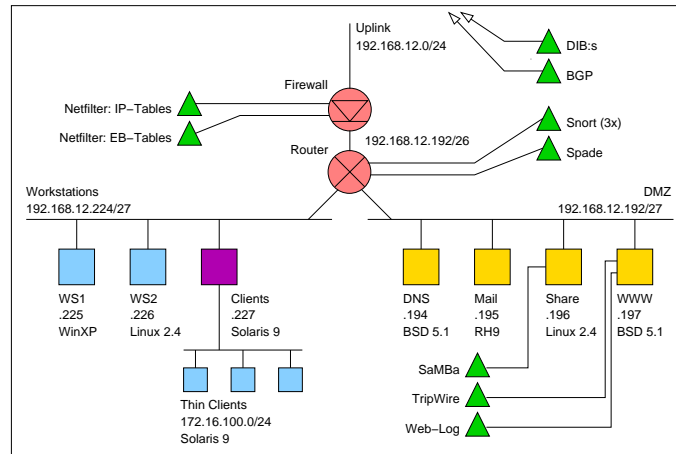 Uplink
192.168.12.0/24
DIB:s
BGP
Firewall
Netfilter: IP−Tables
Netfilter: EB−Tables
192.168.12.192/26
Router
Snort (3x)
Spade
Workstations
192.168.12.224/27
DMZ
192.168.12.192/27
WS1
.225
WinXP
WS2
.226
Linux 2.4
Clients
.227
Solaris 9
DNS
.194
BSD 5.1
Mail
.195
RH9
Share
.196
Linux 2.4
WWW
.197
BSD 5.1
Thin Clients
172.16.100.0/24
Solaris 9
SaMBa
TripWire
Web−Log